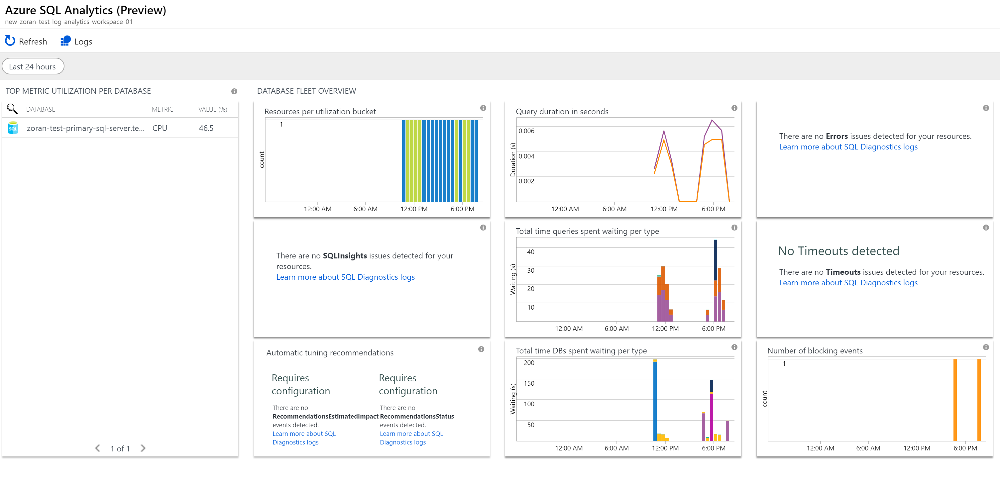 Azure SQL Analytics (Preview)
new-zoran-test-log-analytics-workspace-01
Refresh
Logs
Last 24 hours
TOP METRIC UTILIZATION PER DATABASE
DATABASE METRIC VALUE (%)
SQL
zoran-test-primary-sql-server.te... CPU 46.5
1 of 1
DATABASE FLEET OVERVIEW
Resources per utilization bucket
1
count
12:00 AM 6:00 AM 12:00 PM 6:00 PM
Query duration in seconds
0.006
0.004
0.002
Duration (s)
12:00 AM 6:00 AM 12:00 PM 6:00 PM
There are no Errors issues detected for your resources.
Learn more about SQL Diagnostics logs
There are no SQLInsights issues detected for your
resources.
Learn more about SQL Diagnostics logs
Total time queries spent waiting per type
40
30
20
10
Waiting (s)
12:00 AM 6:00 AM 12:00 PM 6:00 PM
No Timeouts detected
There are no Timeouts issues detected for your resources.
Learn more about SQL Diagnostics logs
Automatic tuning recommendations
Requires
configuration
There are no
RecommendationsEstimatedImpact
events detected.
Learn more about SQL
Diagnostics logs
Requires
configuration
There are no
RecommendationsStatus
events detected.
Learn more about SQL
Diagnostics logs
Total time DBs spent waiting per type
200
150
100
50
Waiting (s)
12:00 AM 6:00 AM 12:00 PM 6:00 PM
Number of blocking events
1
count
12:00 AM 6:00 AM 12:00 PM 6:00 PM